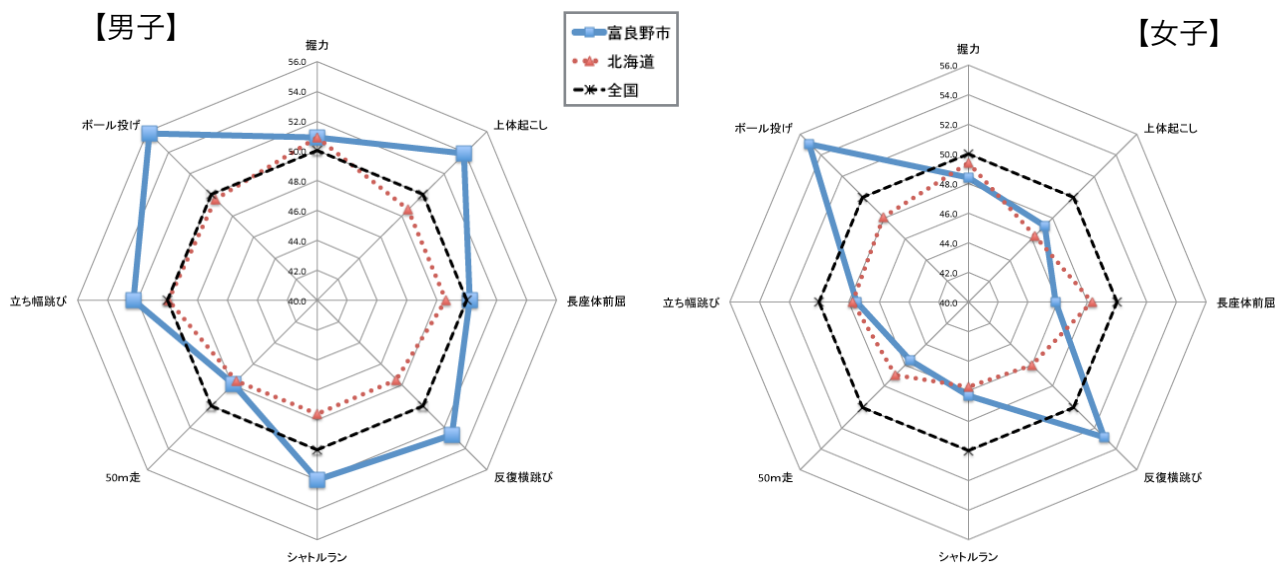 【男子】
富良野市
北海道
全国
【女子】
握力
上体起こし
長座体前屈
反復横跳び
シャトルラン
50m走
立ち幅跳び
ボール投げ
56.0
54.0
52.0
50.0
48.0
46.0
44.0
42.0
40.0
握力
上体起こし
長座体前屈
反復横跳び
シャトルラン
50m走
立ち幅跳び
ボール投げ
56.0
54.0
52.0
50.0
48.0
46.0
44.0
42.0
40.0